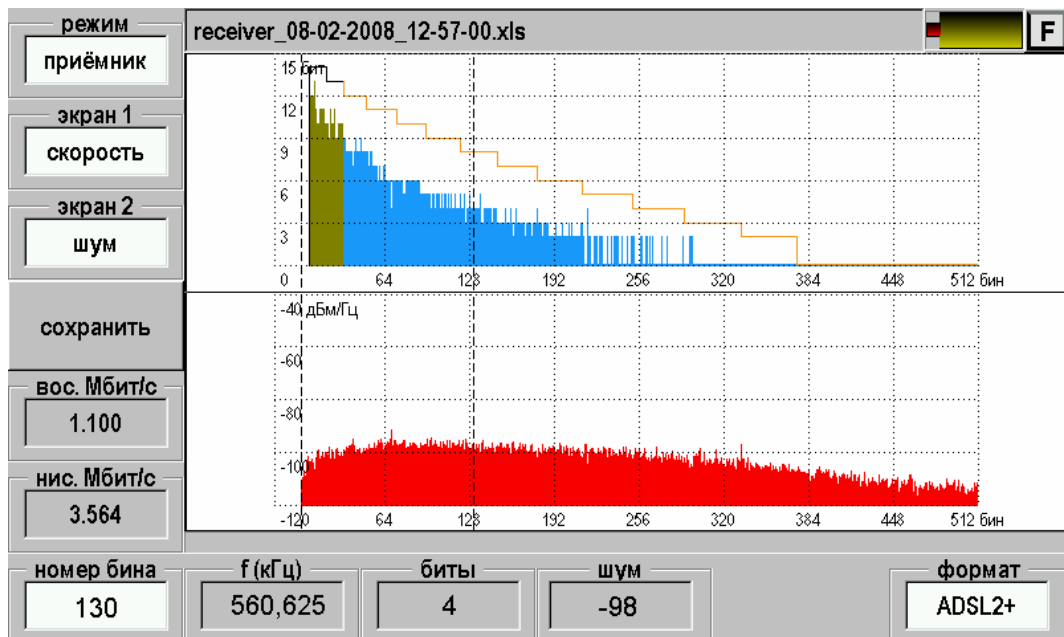 режим
приёмник
receiver_08-02-2008_12-57-00.xls
F
экран 1
скорость
экран 2
шум
сохранить
вос. Мбит/с
1.100
нис. Мбит/с
3.564
15 бит
12
9
6
3
0 64 128 192 256 320 384 448 512 бин
-40 дБм/Гц
-60
-80
-100
-120 64 128 192 256 320 384 448 512 бин
номер бина
130
f (кГц)
560,625
биты
4
шум
-98
формат
ADSL2+